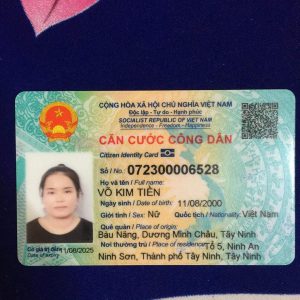 CỘNG HÒA XÃ HỘI CHỦ NGHĨA VIỆT NAM
Độc lập - Tự do - Hạnh phúc
SOCIALIST REPUBLIC OF VIET NAM
Independence - Freedom - Happiness
CĂN CƯỚC CÔNG DÂN
Citizen Identity Card
Số / No.: 072300006528
Họ và tên / Full name:
VÕ KIM TIÊN
Ngày sinh / Date of birth: 11/08/2000
Giới tính / Sex: Nữ Quốc tịch / Nationality: Việt Nam
Quê quán / Place of origin:
Bàu Năng, Dương Minh Châu, Tây Ninh
Nơi thường trú / Place of residence: Tổ 5, Ninh An
Ninh Sơn, Thành phố Tây Ninh, Tây Ninh
Có giá trị đến: 11/08/2025
Date of expiry